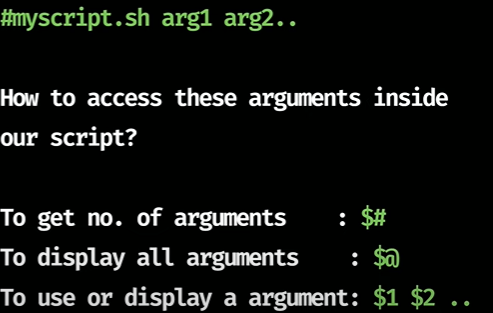 #myscript.sh arg1 arg2..
How to access these arguments inside
our script?
To get no. of arguments : $#
To display all arguments : $@
To use or display a argument: $1 $2 ..